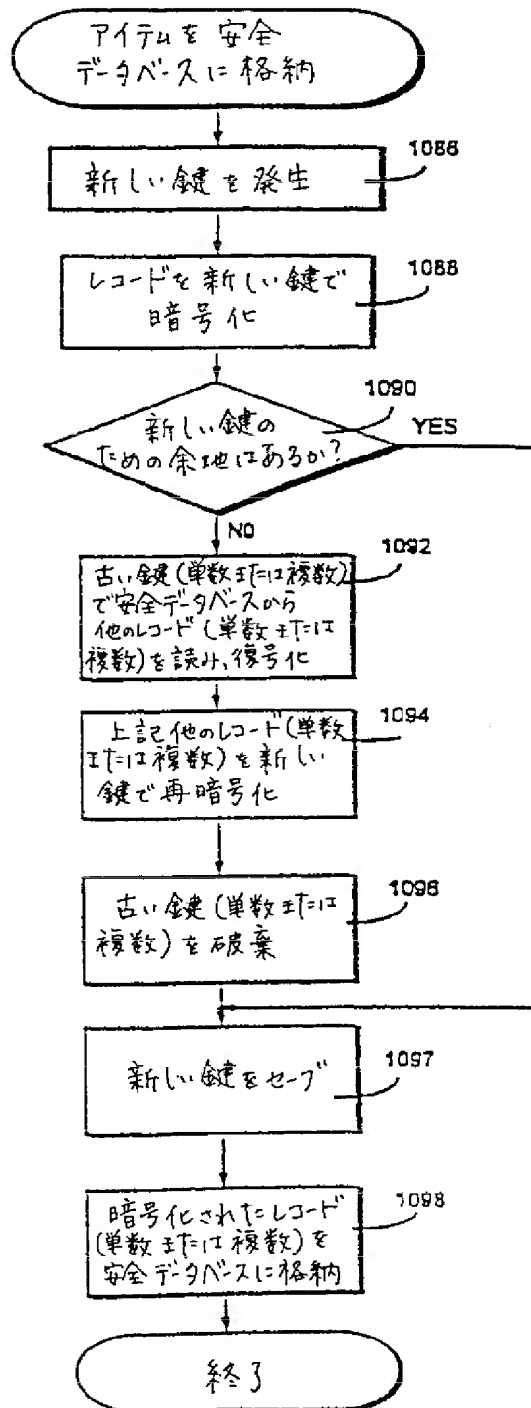 アイテムを安全
データベースに格納
1086
新しい鍵を発生
1088
レコードを新しい鍵で
暗号化
1090
新しい鍵の
ための余地はあるか?
YES
NO
1092
古い鍵(単数または複数)
で安全データベースから
他のレコード(単数または
複数)を読み、復号化
1094
上記他のレコード(単数
または複数)を新しい
鍵で再暗号化
1096
古い鍵(単数または
複数)を破棄
1097
新しい鍵をセーブ
1098
暗号化されたレコード
(単数または複数)を
安全データベースに格納
終了